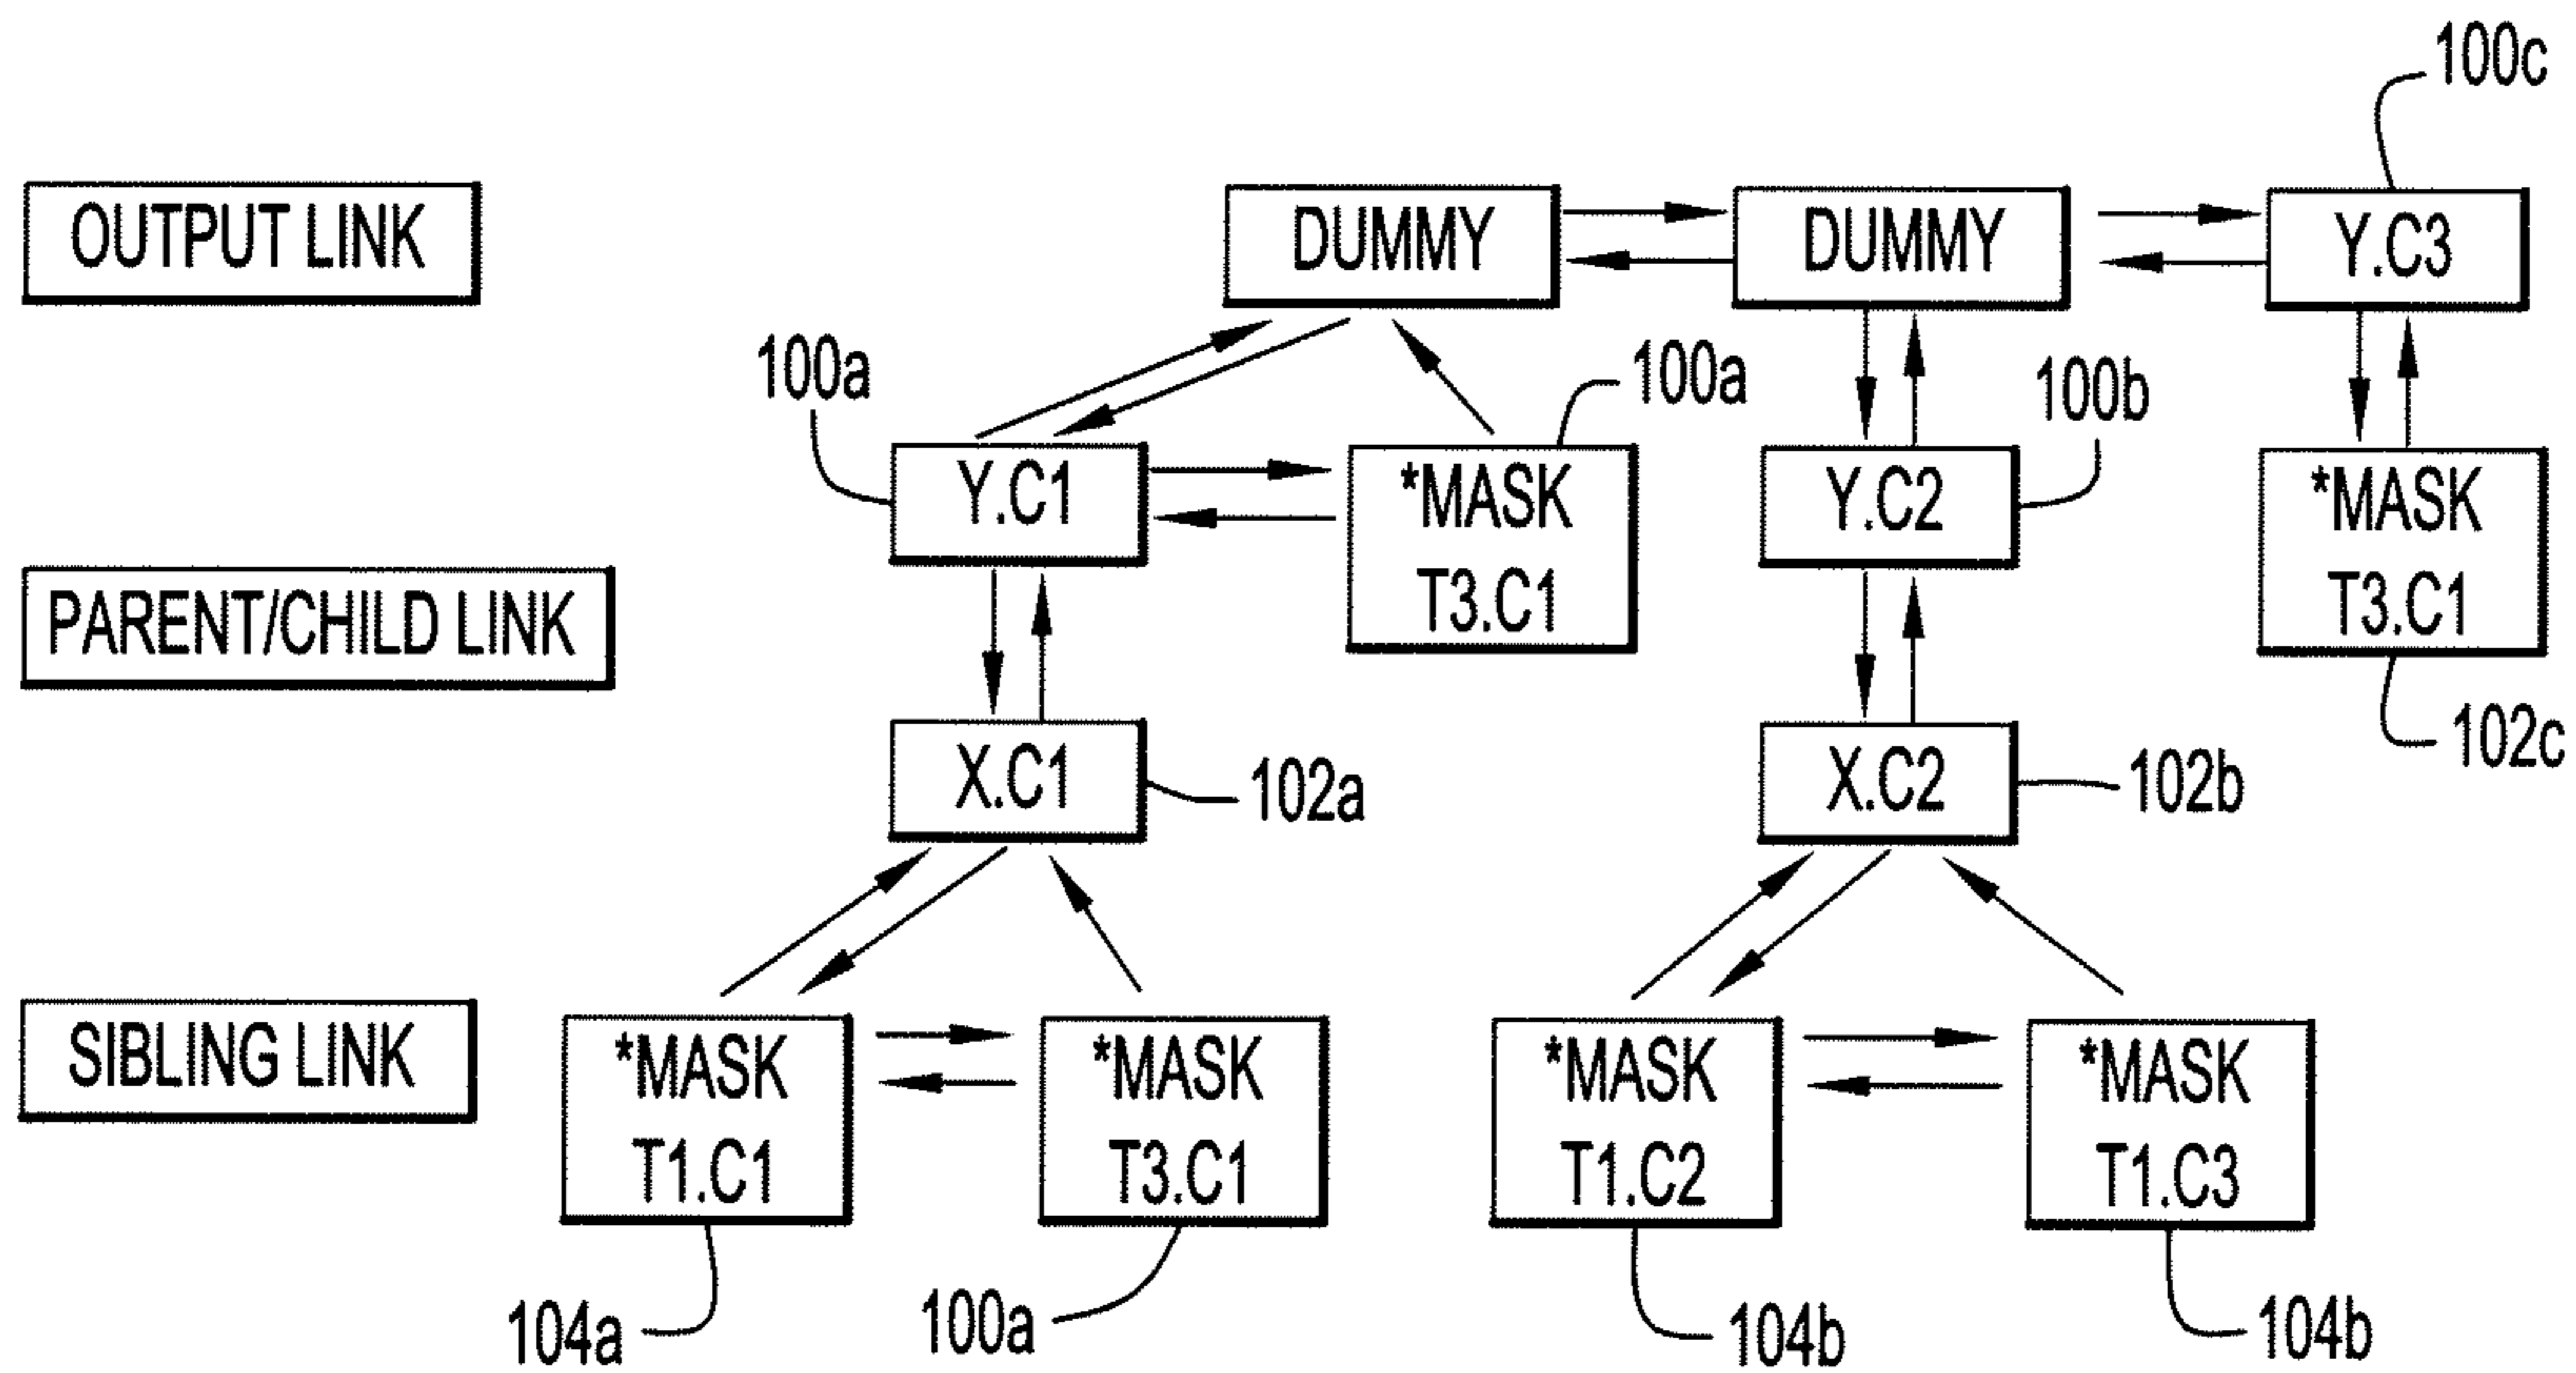 100c
OUTPUT LINK
DUMMY
DUMMY
Y.C3
100a
100a
100b
Y.C1
*MASK
T3.C1
Y.C2
*MASK
T3.C1
PARENT/CHILD LINK
X.C1
102a
X.C2
102b
102c
SIBLING LINK
*MASK
T1.C1
*MASK
T3.C1
*MASK
T1.C2
*MASK
T1.C3
104a
100a
104b
104b